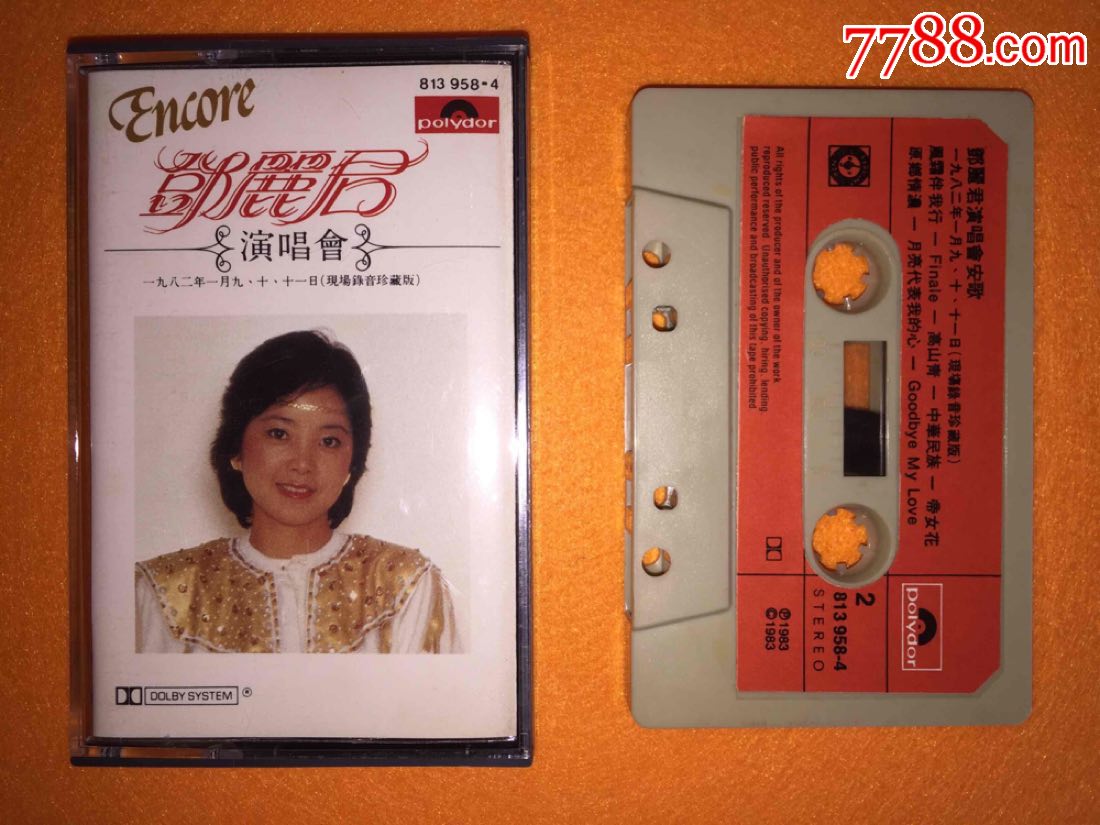 7788.com
Encore
813 958-4
polydor
鄧麗君
演唱會
一九八二年一月九、十、十一日(現場錄音珍藏版)
DOLBY SYSTEM ®
鄧麗君演唱會安歌
一九八二年一月九、十、十一日(現場錄音珍藏版)
風霜伴我行 — Finale — 高山青 — 中華民族 — 帝女花
原鄉情濃 — 月亮代表我的心 — Goodbye My Love
All rights of the producer and of the owner of the work
reproduced reserved. Unauthorised copying, hiring, lending,
public performance and broadcasting of this tape prohibited
polydor
2
813 958-4
STEREO
℗1983
©1983